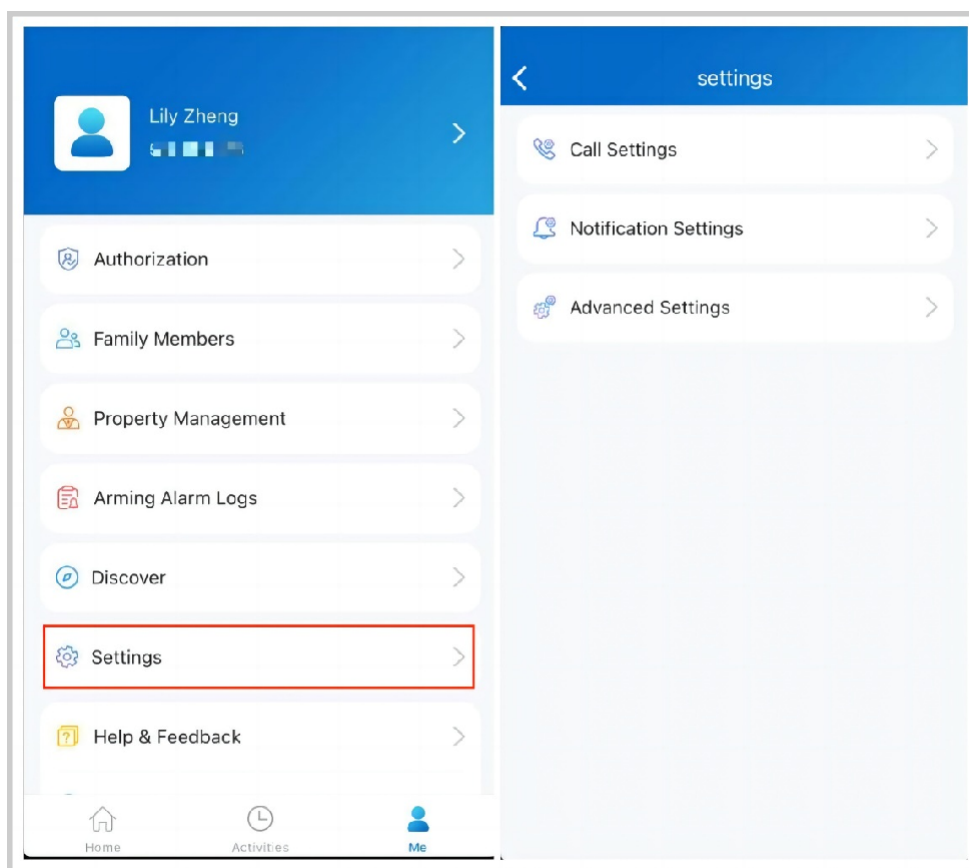 Lily Zheng
Authorization
Family Members
Property Management
Arming Alarm Logs
Discover
Settings
Help & Feedback
Home
Activities
Me
settings
Call Settings
Notification Settings
Advanced Settings